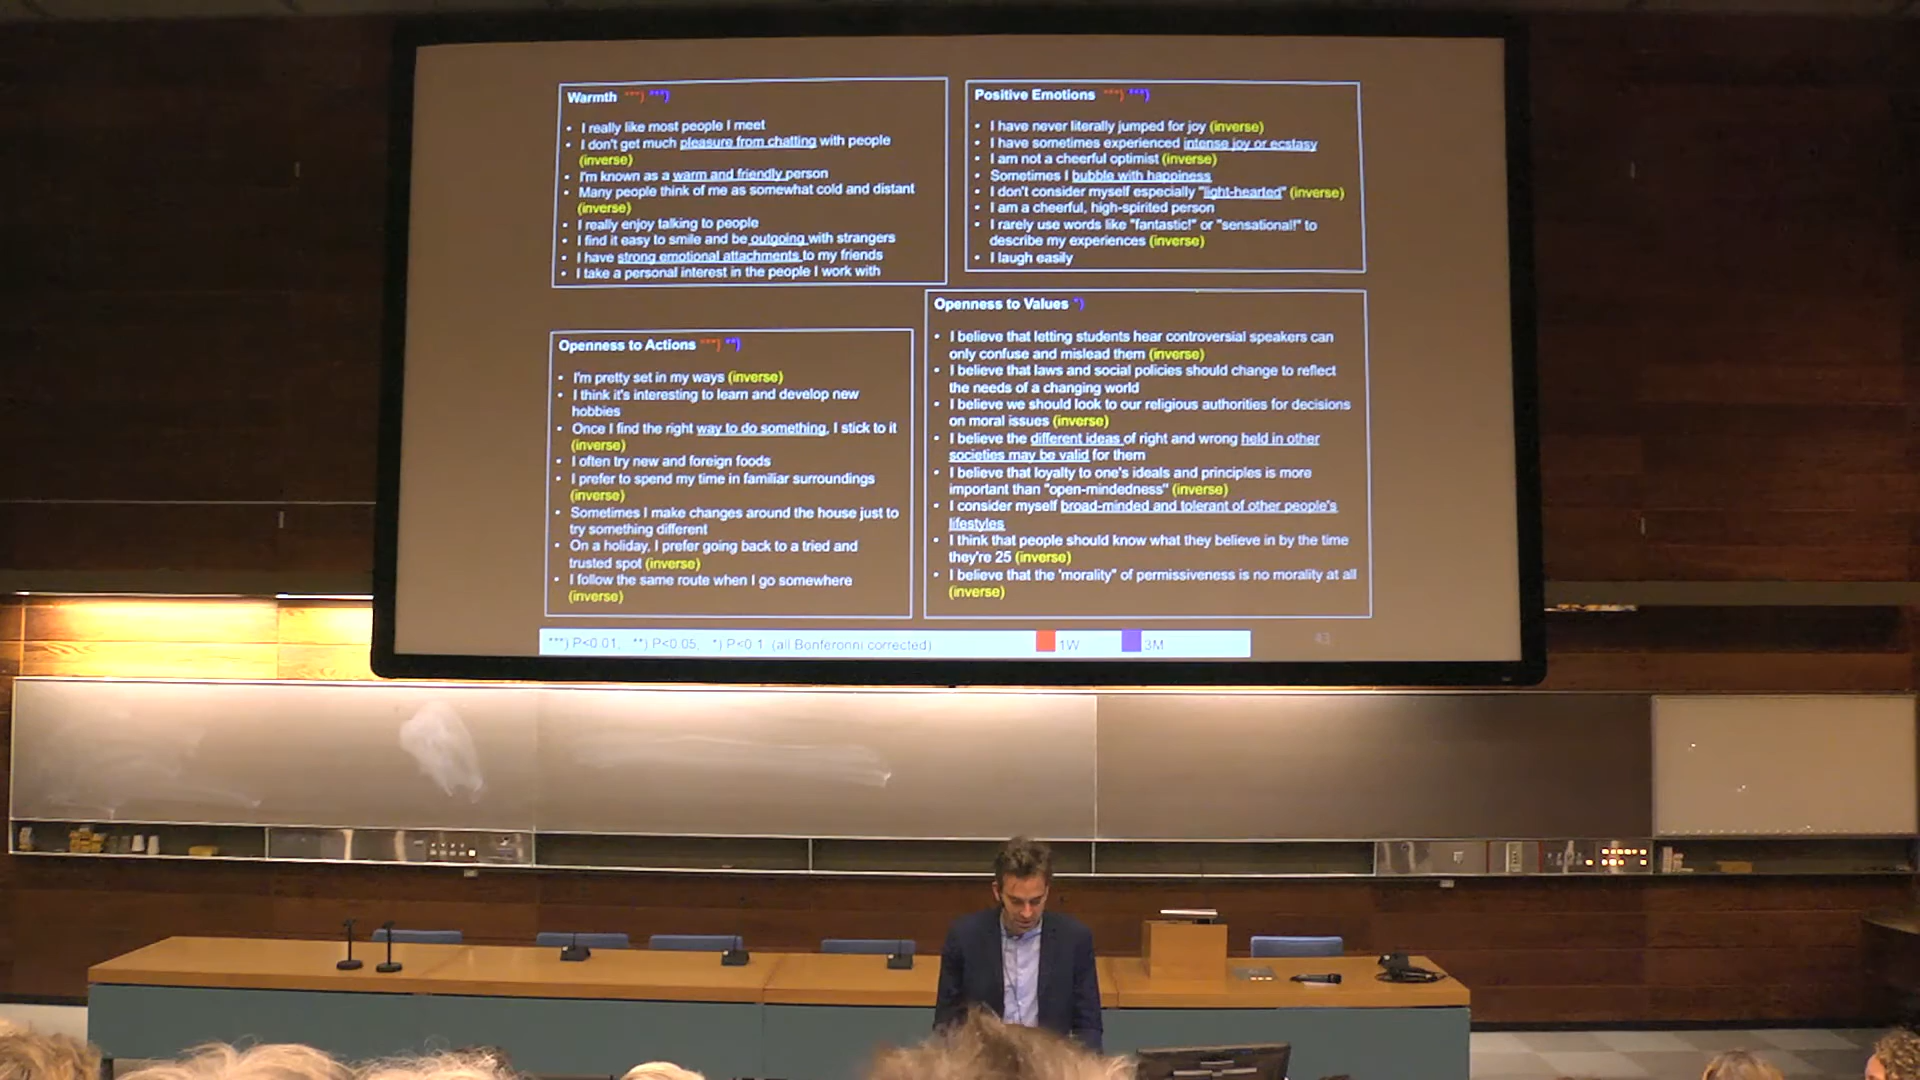 Warmth ***) ***)
• I really like most people I meet
• I don't get much pleasure from chatting with people
(inverse)
• I'm known as a warm and friendly person
• Many people think of me as somewhat cold and distant
(inverse)
• I really enjoy talking to people
• I find it easy to smile and be outgoing with strangers
• I have strong emotional attachments to my friends
• I take a personal interest in the people I work with
Positive Emotions ***) ***)
• I have never literally jumped for joy (inverse)
• I have sometimes experienced intense joy or ecstasy
• I am not a cheerful optimist (inverse)
• Sometimes I bubble with happiness
• I don't consider myself especially "light-hearted" (inverse)
• I am a cheerful, high-spirited person
• I rarely use words like "fantastic!" or "sensational!" to
describe my experiences (inverse)
• I laugh easily
Openness to Actions ***) **)
• I'm pretty set in my ways (inverse)
• I think it's interesting to learn and develop new
hobbies
• Once I find the right way to do something, I stick to it
(inverse)
• I often try new and foreign foods
• I prefer to spend my time in familiar surroundings
(inverse)
• Sometimes I make changes around the house just to
try something different
• On a holiday, I prefer going back to a tried and
trusted spot (inverse)
• I follow the same route when I go somewhere
(inverse)
Openness to Values *)
• I believe that letting students hear controversial speakers can
only confuse and mislead them (inverse)
• I believe that laws and social policies should change to reflect
the needs of a changing world
• I believe we should look to our religious authorities for decisions
on moral issues (inverse)
• I believe the different ideas of right and wrong held in other
societies may be valid for them
• I believe that loyalty to one's ideals and principles is more
important than "open-mindedness" (inverse)
• I consider myself broad-minded and tolerant of other people's
lifestyles
• I think that people should know what they believe in by the time
they're 25 (inverse)
• I believe that the 'morality" of permissiveness is no morality at all
(inverse)
***) P<0.01, **) P<0.05, *) P<0.1 (all Bonferonni corrected) 1W 3M
43